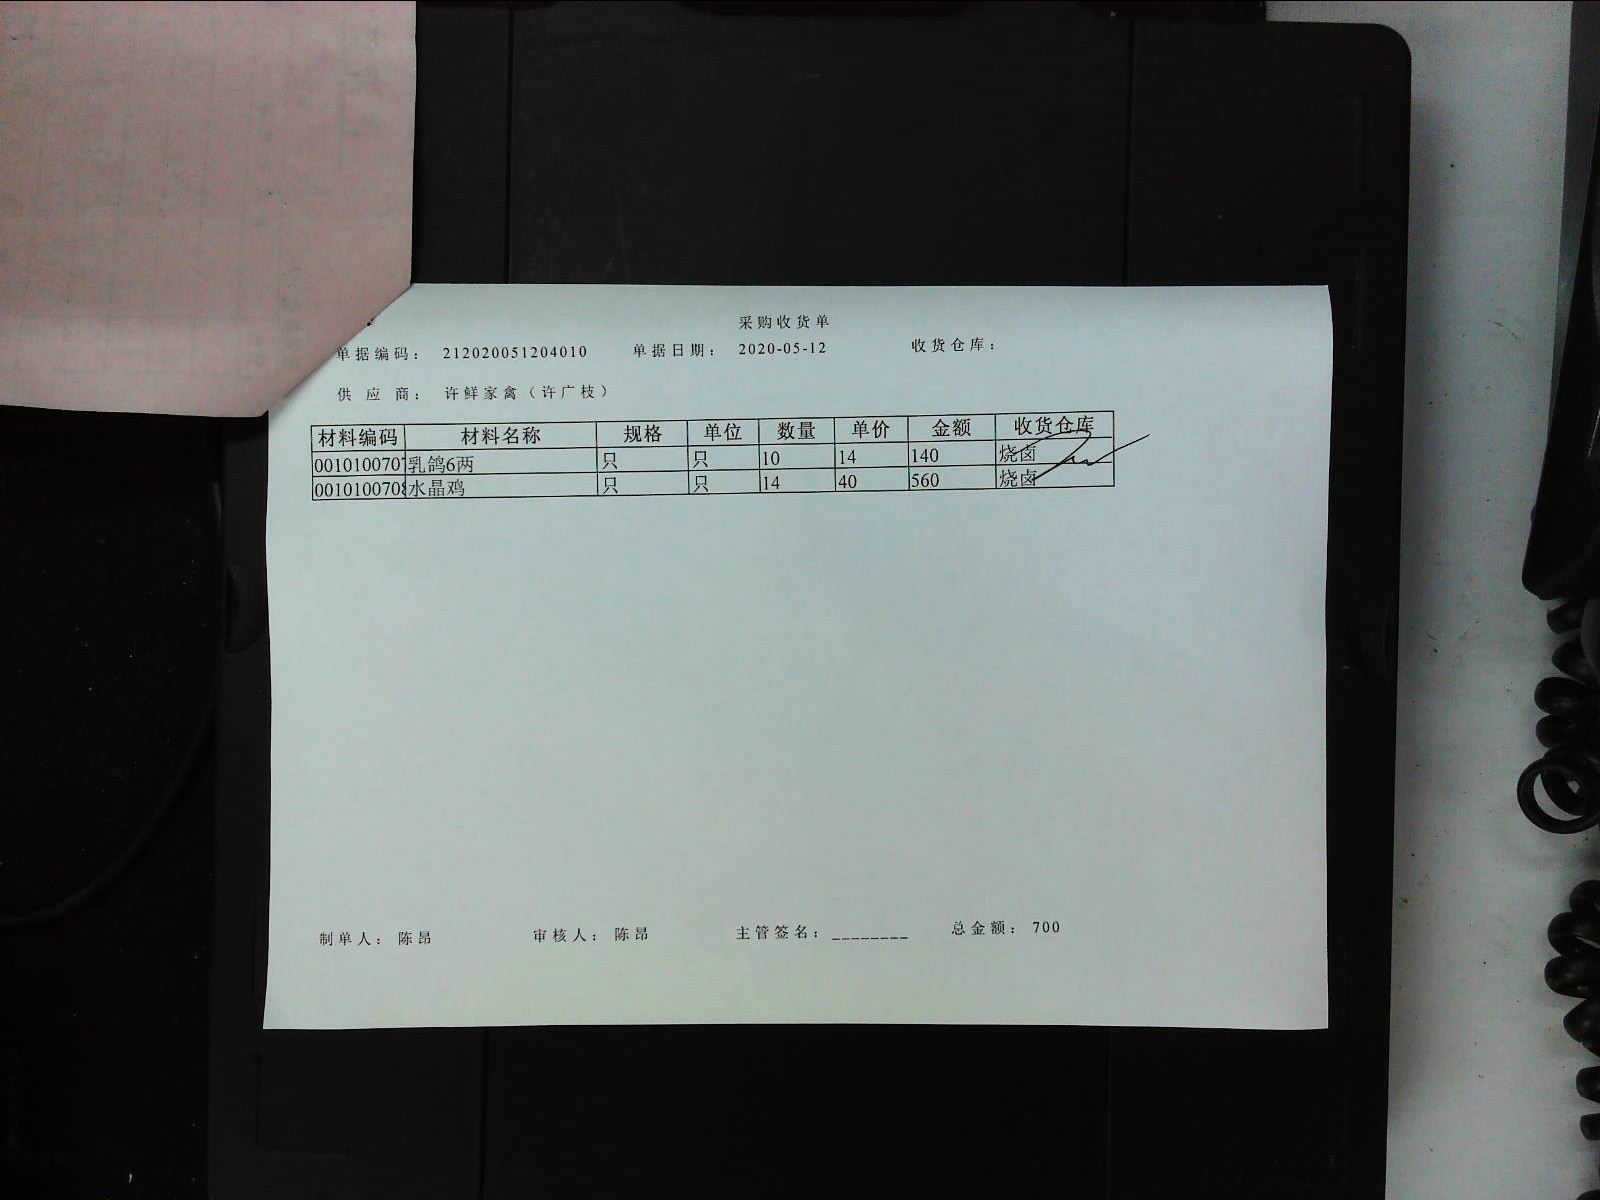 采购收货单
单据编码： 212020051204010 单据日期： 2020-05-12 收货仓库：
供 应 商： 许鲜家禽（许广枝）
材料编码 材料名称 规格 单位 数量 单价 金额 收货仓库
0010100707 乳鸽6两 只 只 10 14 140 烧卤
0010100708 水晶鸡 只 只 14 40 560 烧卤
制单人： 陈昂 审核人： 陈昂 主管签名：________ 总金额： 700